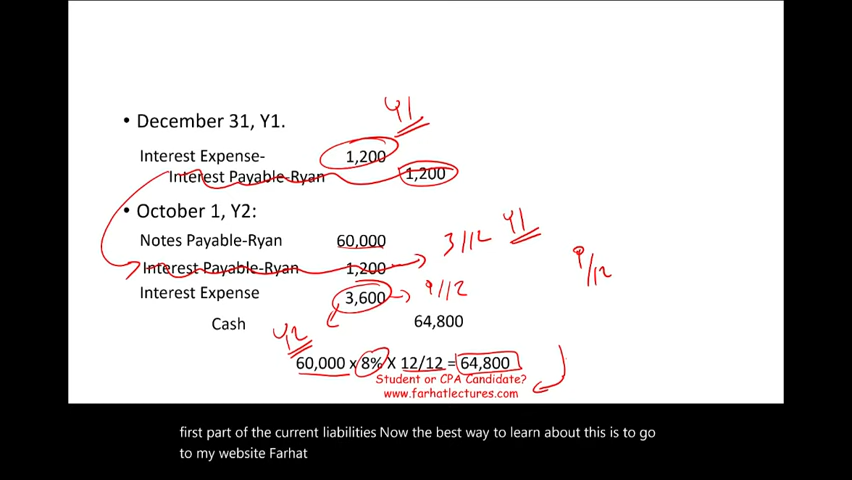 Y1
• December 31, Y1.
Interest Expense- 1,200
Interest Payable-Ryan 1,200
• October 1, Y2:
Y1
Notes Payable-Ryan 60,000 3/12
9/12
Interest Payable-Ryan 1,200
Interest Expense 3,600 9/12
Cash 64,800
Y2
60,000 x 8% X 12/12 = 64,800
Student or CPA Candidate?
www.farhatlectures.com
first part of the current liabilities Now the best way to learn about this is to go
to my website Farhat